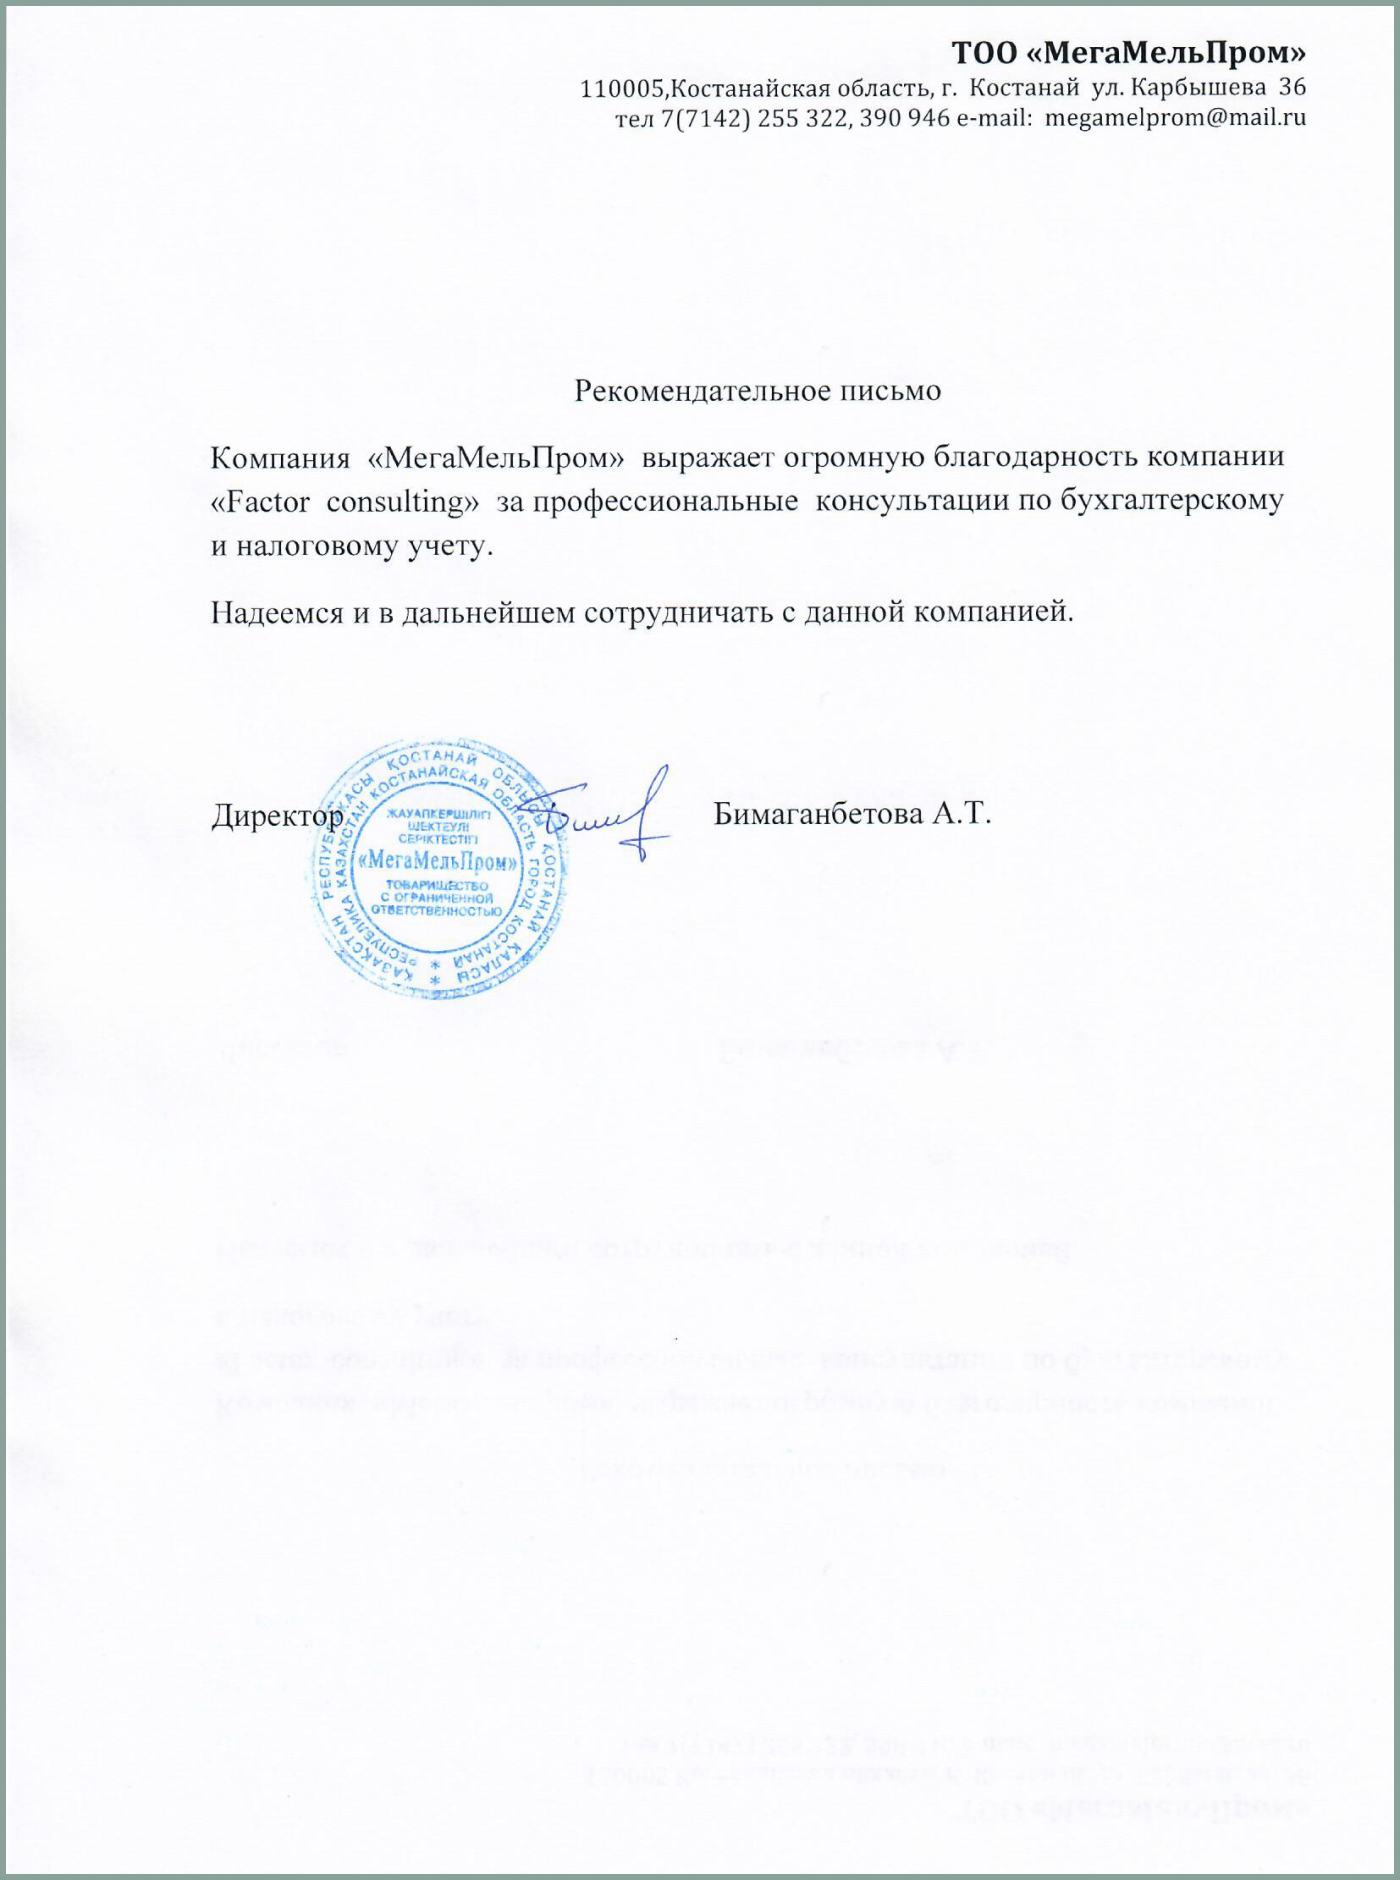 ТОО «МегаМельПром»
110005,Костанайская область, г. Костанай ул. Карбышева 36
тел 7(7142) 255 322, 390 946 e-mail: megamelprom@mail.ru
Рекомендательное письмо
Компания «МегаМельПром» выражает огромную благодарность компании
«Factor consulting» за профессиональные консультации по бухгалтерскому
и налоговому учету.
Надеемся и в дальнейшем сотрудничать с данной компанией.
Директор
Бимаганбетова А.Т.
ҚАЗАҚСТАН РЕСПУБЛИКАСЫ ҚОСТАНАЙ ОБЛЫСЫ ҚОСТАНАЙ ҚАЛАСЫ
РЕСПУБЛИКА КАЗАХСТАН КОСТАНАЙСКАЯ ОБЛАСТЬ ГОРОД КОСТАНАЙ
ЖАУАПКЕРШІЛІГІ
ШЕКТЕУЛІ
СЕРІКТЕСТІГІ
«МегаМельПром»
ТОВАРИЩЕСТВО
С ОГРАНИЧЕННОЙ
ОТВЕТСТВЕННОСТЬЮ